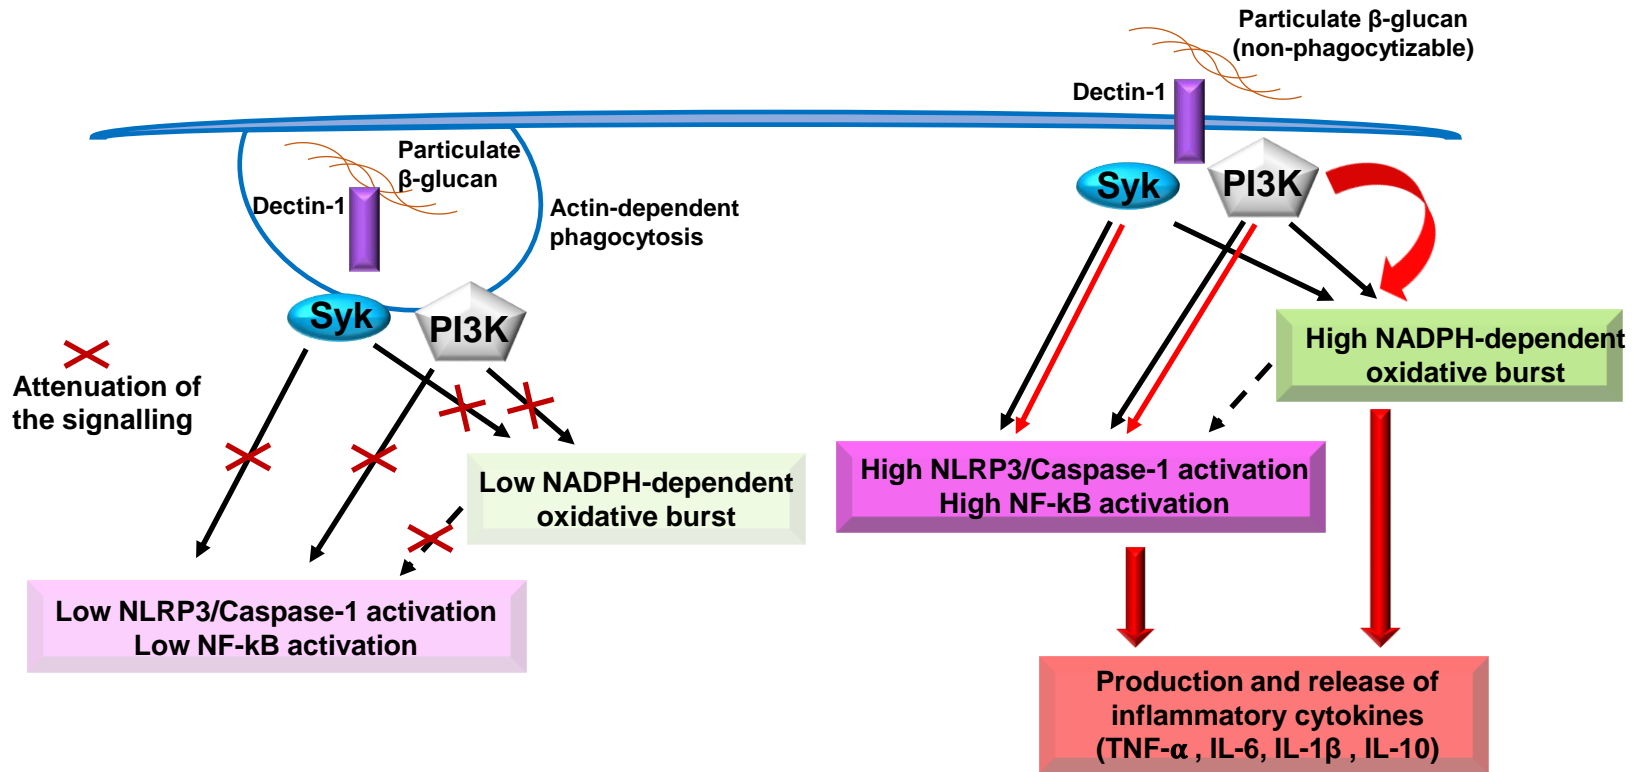 Particulate β-glucan
(non-phagocytizable)
Dectin-1
Syk
PI3K
Particulate
β-glucan
Dectin-1
Actin-dependent
phagocytosis
Syk
PI3K
Attenuation of
the signalling
High NADPH-dependent
oxidative burst
Low NADPH-dependent
oxidative burst
High NLRP3/Caspase-1 activation
High NF-kB activation
Low NLRP3/Caspase-1 activation
Low NF-kB activation
Production and release of
inflammatory cytokines
(TNF-α , IL-6, IL-1β , IL-10)